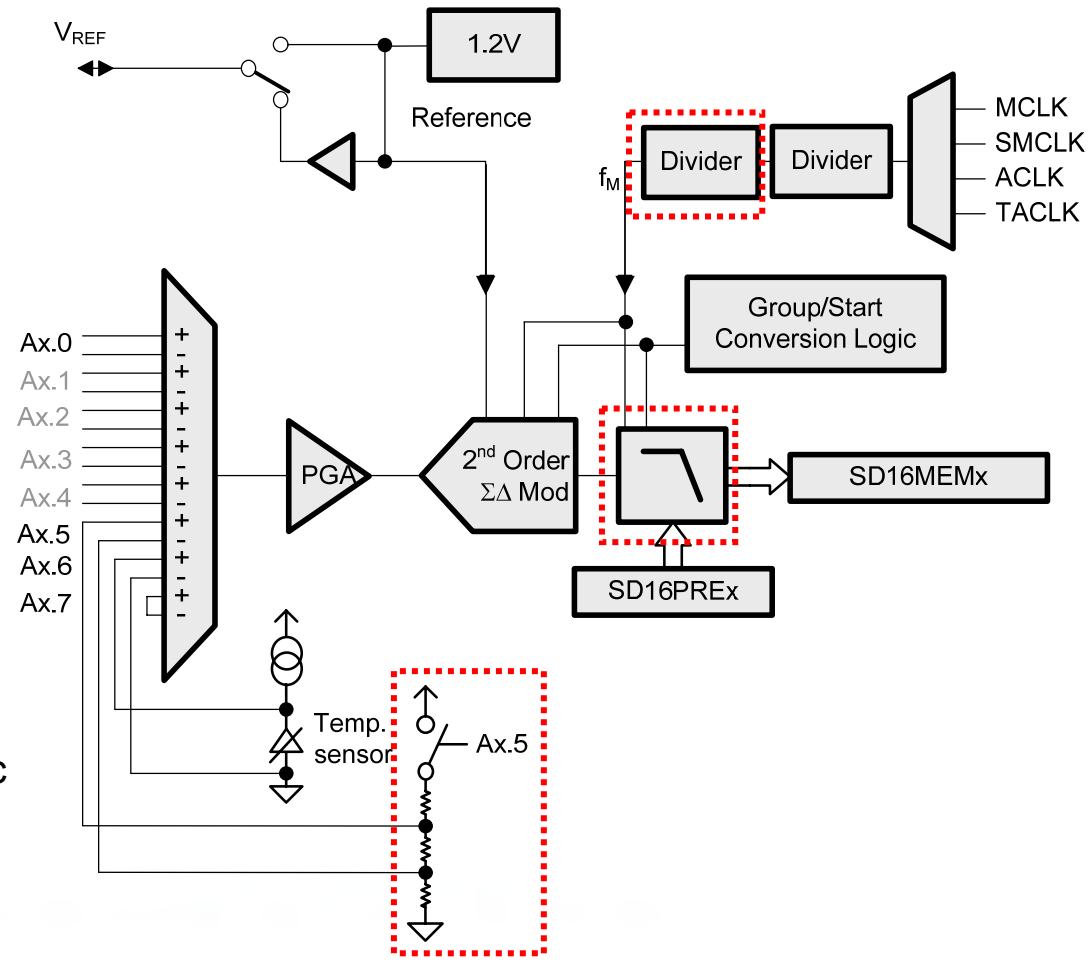 V_REF
1.2V
Reference
MCLK
SMCLK
ACLK
TACLK
Divider
Divider
f_M
Group/Start
Conversion Logic
Ax.0
Ax.1
Ax.2
Ax.3
Ax.4
Ax.5
Ax.6
Ax.7
+
-
+
-
+
-
+
-
+
-
+
-
+
-
+
-
PGA
2nd Order
ΣΔ Mod
SD16MEMx
SD16PREx
Temp.
sensor
Ax.5
c